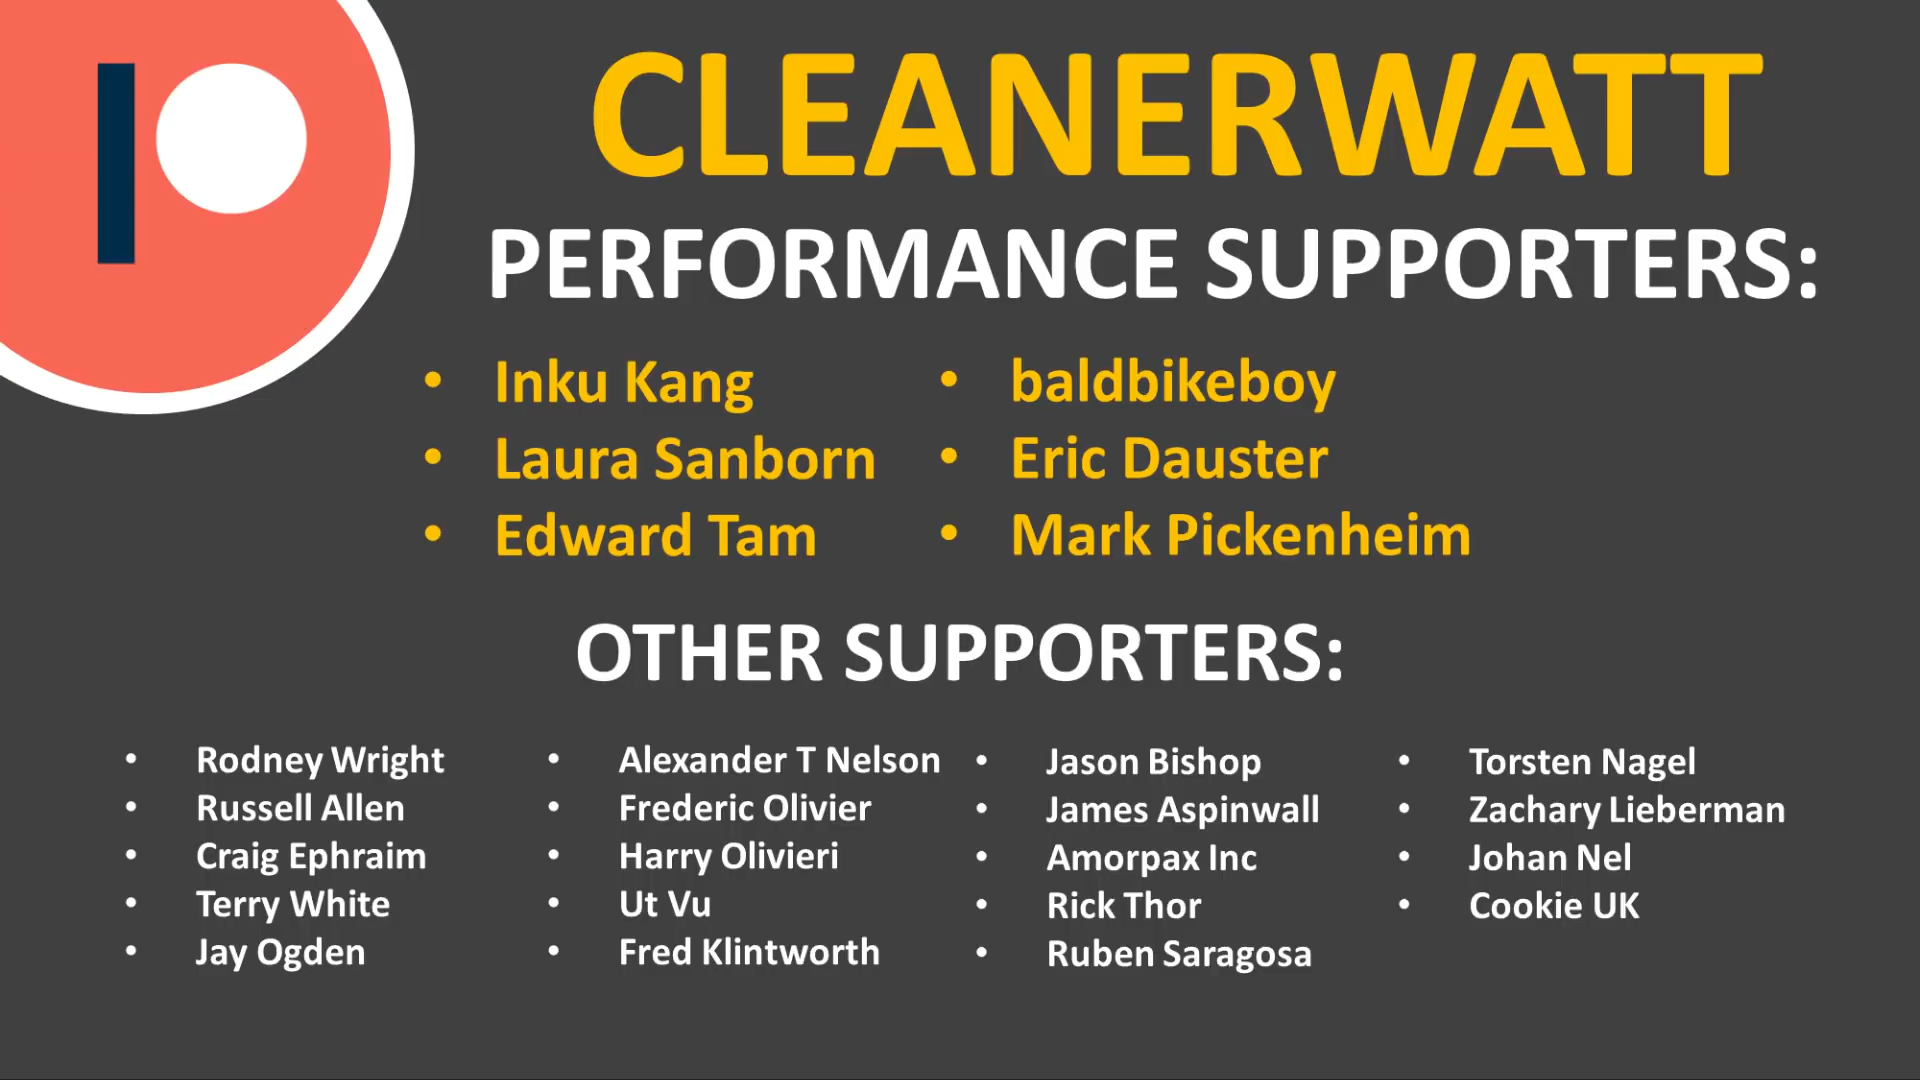 CLEANERWATT
PERFORMANCE SUPPORTERS:
• Inku Kang
• Laura Sanborn
• Edward Tam
• baldbikeboy
• Eric Dauster
• Mark Pickenheim
OTHER SUPPORTERS:
• Rodney Wright
• Russell Allen
• Craig Ephraim
• Terry White
• Jay Ogden
• Alexander T Nelson
• Frederic Olivier
• Harry Olivieri
• Ut Vu
• Fred Klintworth
• Jason Bishop
• James Aspinwall
• Amorpax Inc
• Rick Thor
• Ruben Saragosa
• Torsten Nagel
• Zachary Lieberman
• Johan Nel
• Cookie UK